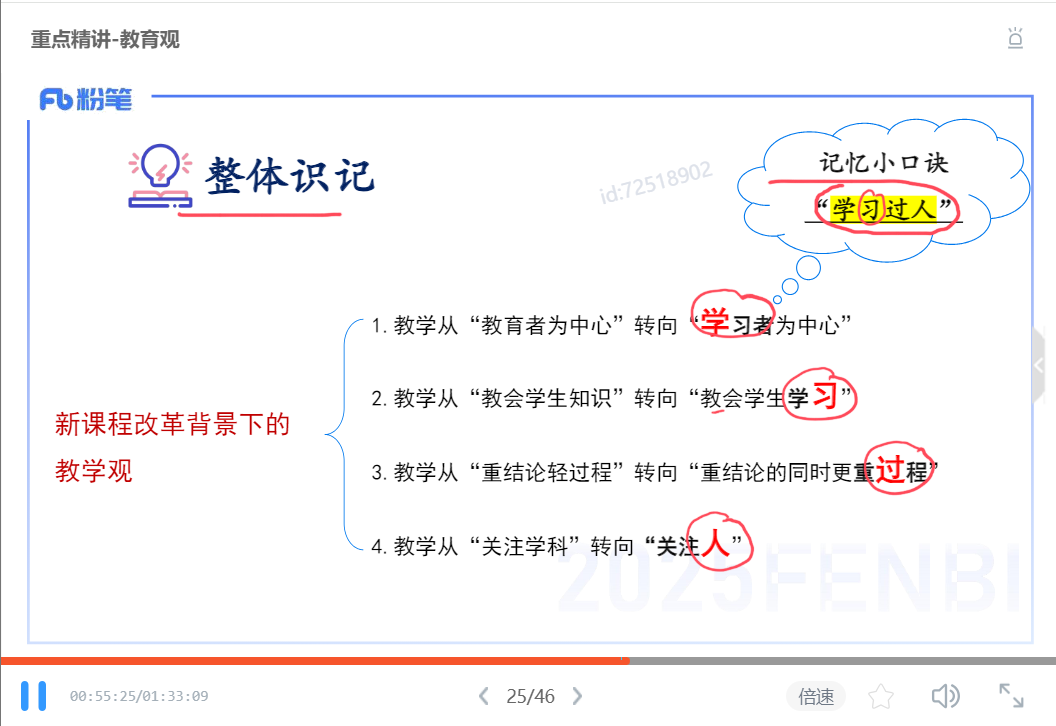 重点精讲-教育观
粉笔
整体识记
id:72518902
记忆小口诀
“学习过人”
1. 教学从“教育者为中心”转向“学习者为中心”
2. 教学从“教会学生知识”转向“教会学生学习”
3. 教学从“重结论轻过程”转向“重结论的同时更重过程”
4. 教学从“关注学科”转向“关注人”
新课程改革背景下的
教学观
2025FENBI
00:55:25/01:33:09
25/46
倍速